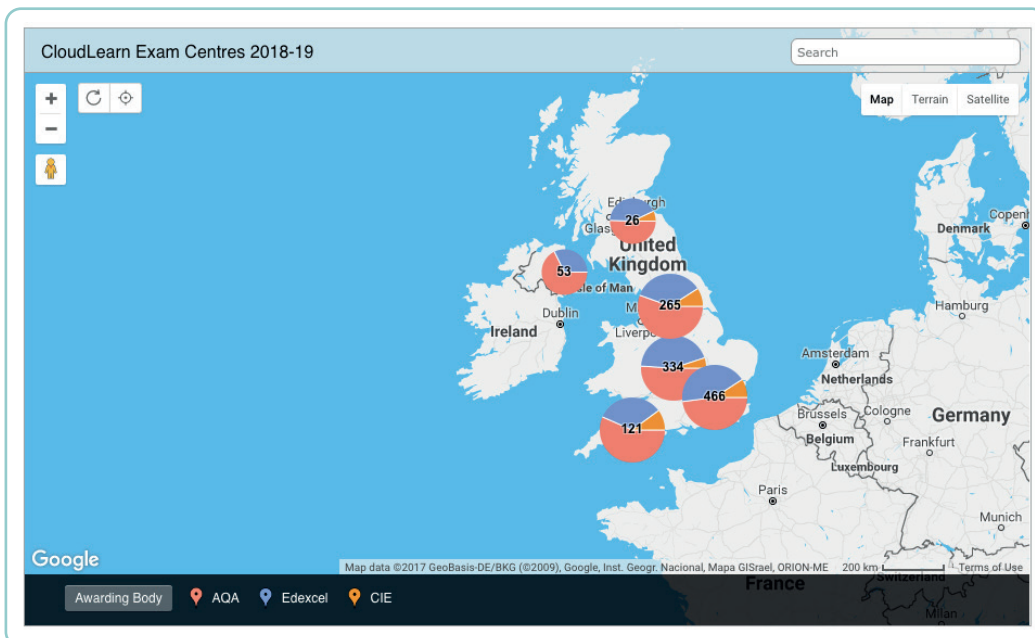 CloudLearn Exam Centres 2018-19
Search
Map Terrain Satellite
Edinburgh
26
United
Kingdom
Copenh
Denmark
53
Isle of Man
265
Hamburg
Dublin
Ireland
Liverpo
334
Amsterdam
Netherlands
466
121
Brussels
Cologne
Germany
Belgium
Frankfurt
Luxembourg
Paris
Munich
Google
Map data ©2017 GeoBasis-DE/BKG (©2009), Google, Inst. Geogr. Nacional, Mapa GISrael, ORION-ME 200 km Terms of Use
France
Switzerland
Awarding Body AQA Edexcel CIE
Milan